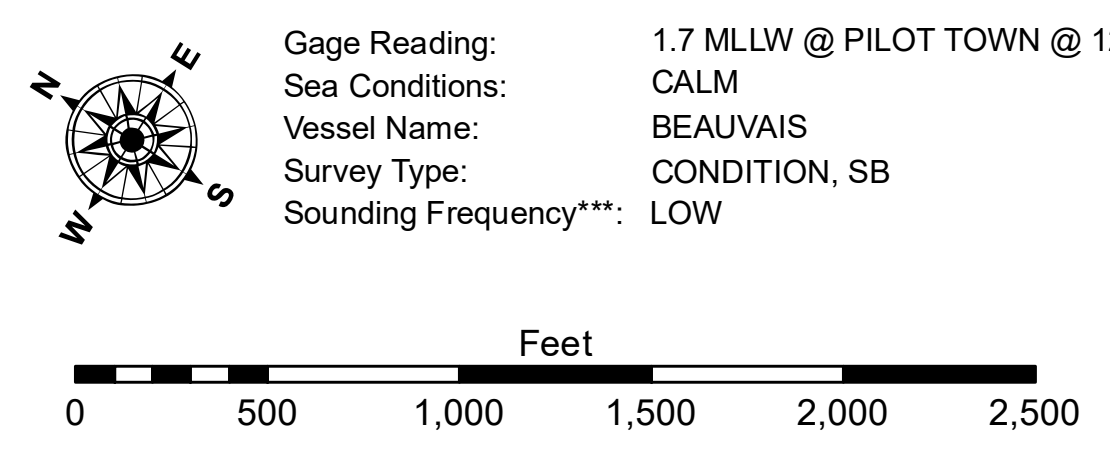 N
E
S
W
Gage Reading: 1.7 MLLW @ PILOT TOWN @
Sea Conditions: CALM
Vessel Name: BEAUVAIS
Survey Type: CONDITION, SB
Sounding Frequency***: LOW
Feet
0 500 1,000 1,500 2,000 2,500